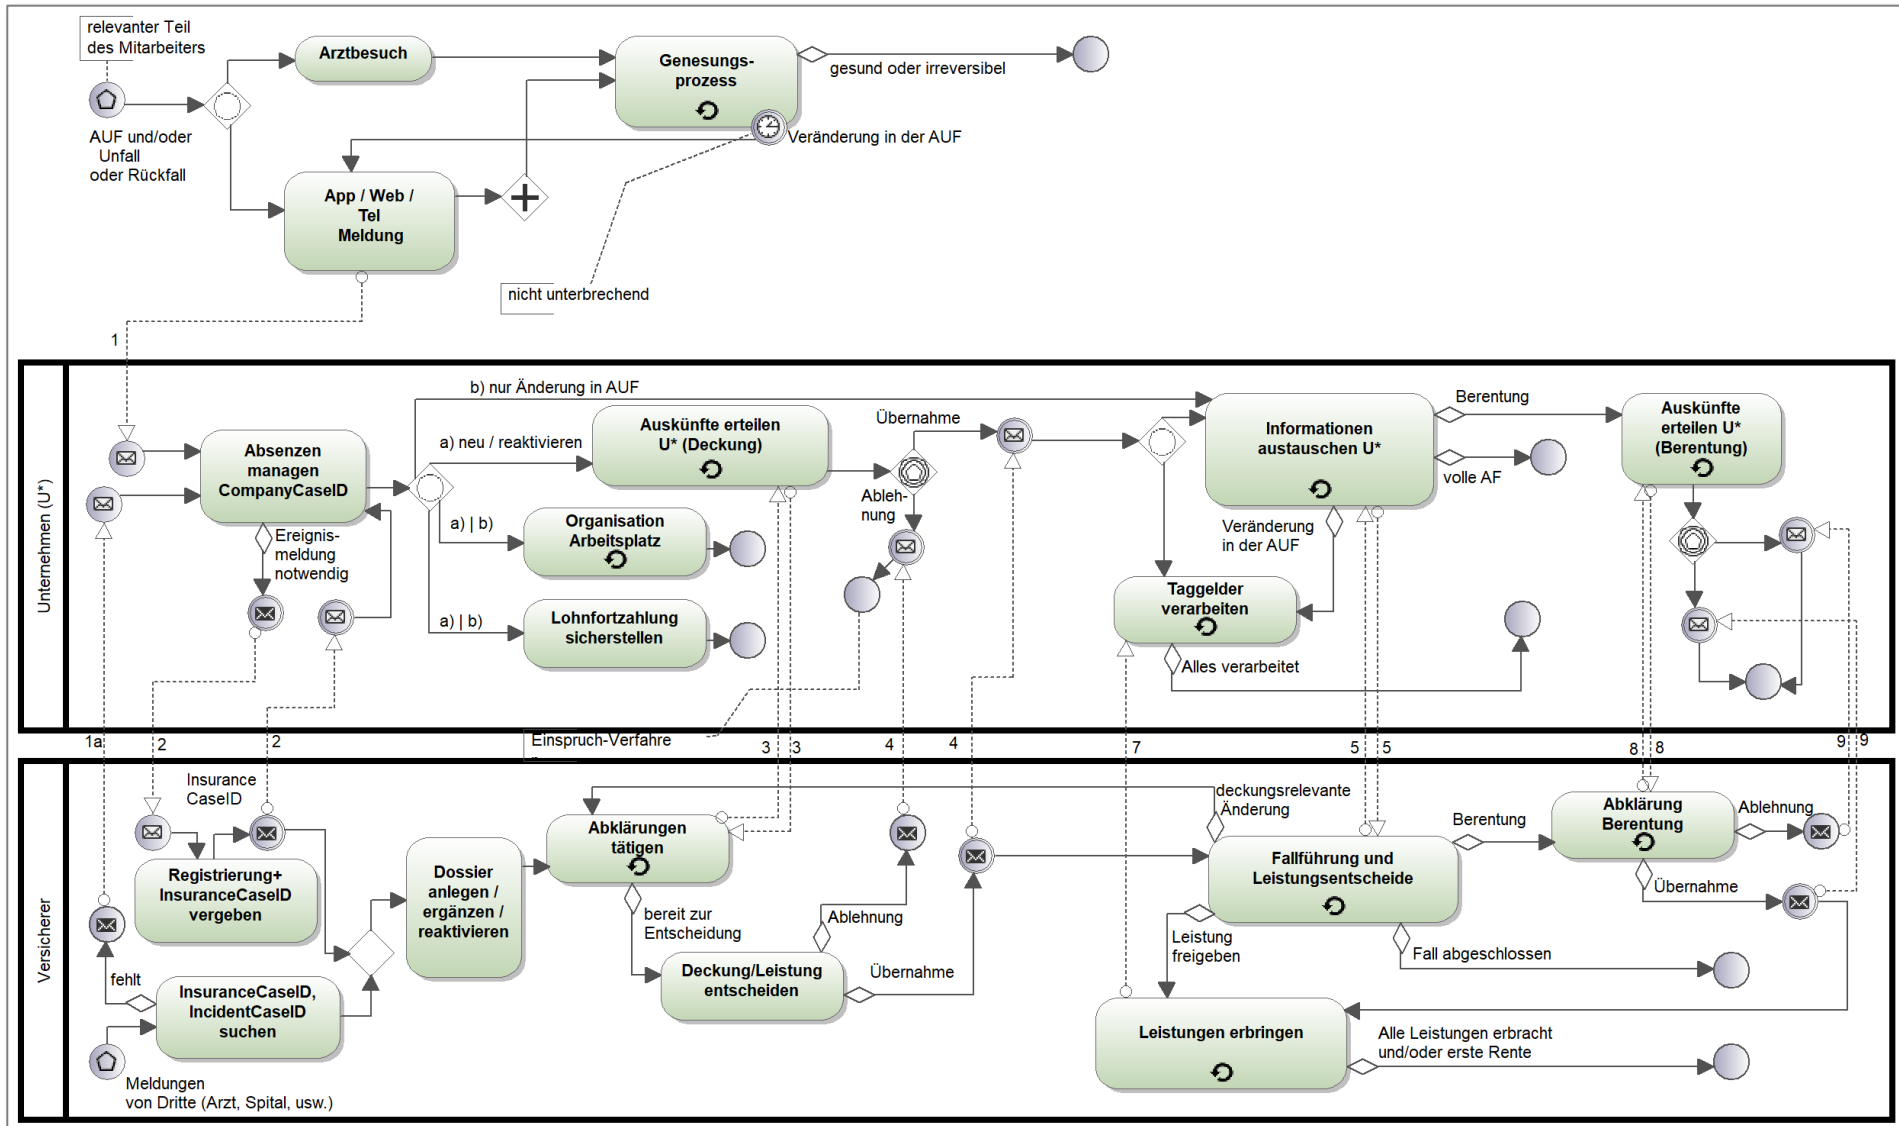 relevanter Teil
des Mitarbeiters
AUF und/oder
Unfall
oder Rückfall
Arztbesuch
Genesungs-
prozess
gesund oder irreversibel
Veränderung in der AUF
App / Web /
Tel
Meldung
nicht unterbrechend
1
Unternehmen (U*)
Absenzen
managen
CompanyCaseID
Ereignis-
meldung
notwendig
b) nur Änderung in AUF
a) neu / reaktivieren
a) | b)
a) | b)
Auskünfte erteilen
U* (Deckung)
Organisation
Arbeitsplatz
Lohnfortzahlung
sicherstellen
Übernahme
Ableh-
nung
Informationen
austauschen U*
Berentung
volle AF
Veränderung
in der AUF
Taggelder
verarbeiten
Alles verarbeitet
Auskünfte
erteilen U*
(Berentung)
Einspruch-Verfahre
1a
2
2
3
3
4
4
7
5
5
8
8
9
9
Versicherer
Insurance
CaseID
Registrierung+
InsuranceCaseID
vergeben
fehlt
InsuranceCaseID,
IncidentCaseID
suchen
Meldungen
von Dritte (Arzt, Spital, usw.)
Dossier
anlegen /
ergänzen /
reaktivieren
Abklärungen
tätigen
bereit zur
Entscheidung
Deckung/Leistung
entscheiden
Ablehnung
Übernahme
deckungsrelevante
Änderung
Fallführung und
Leistungsentscheide
Leistung
freigeben
Berentung
Fall abgeschlossen
Leistungen erbringen
Alle Leistungen erbracht
und/oder erste Rente
Abklärung
Berentung
Ablehnung
Übernahme